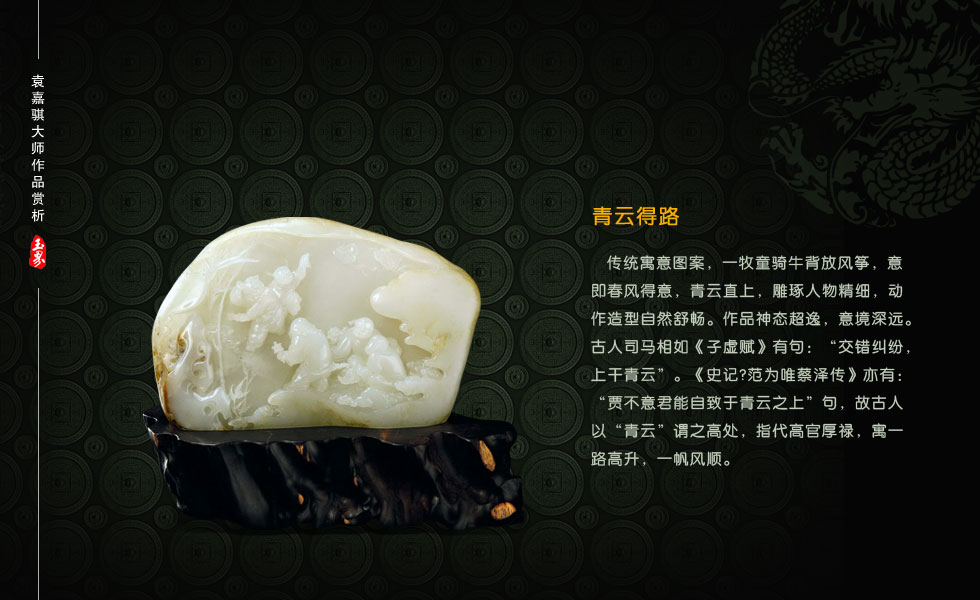 袁嘉骐大师作品赏析
玉象
青云得路
传统寓意图案，一牧童骑牛背放风筝，意
即春风得意，青云直上，雕琢人物精细，动
作造型自然舒畅。作品神态超逸，意境深远。
古人司马相如《子虚赋》有句：“交错纠纷，
上干青云”。《史记?范为唯蔡泽传》亦有：
“贾不意君能自致于青云之上”句，故古人
以“青云”谓之高处，指代高官厚禄，寓一
路高升，一帆风顺。